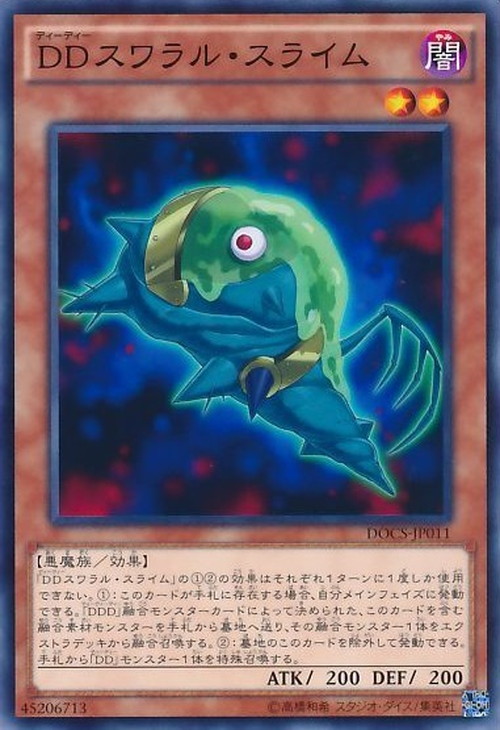 ディーディー
DDスワラル・スライム
やみ
闇
DOCS-JP011
【悪魔族／効果】
「DDスワラル・スライム」の①②の効果はそれぞれ1ターンに1度しか使用
できない。①：このカードが手札に存在する場合、自分メインフェイズに発動
できる。「DDD」融合モンスターカードによって決められた、このカードを含む
融合素材モンスターを手札から墓地へ送り、その融合モンスター1体をエク
ストラデッキから融合召喚する。②：墓地のこのカードを除外して発動できる。
手札から「DD」モンスター1体を特殊召喚する。
ATK/ 200 DEF/ 200
45206713 ©高橋和希 スタジオ・ダイス/集英社